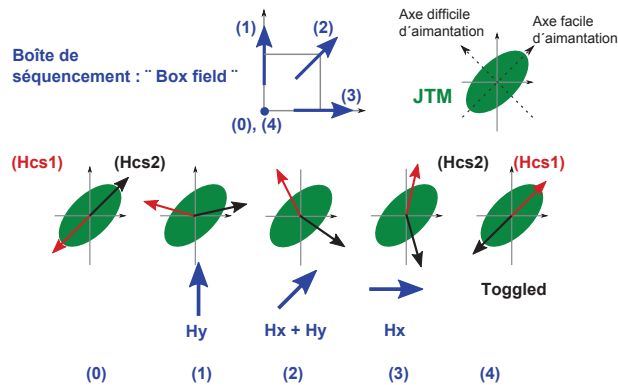 Boîte de
séquencement : ¨ Box field ¨
(1)
(2)
(3)
(0), (4)
Axe difficile
d´aimantation
Axe facile
d´aimantation
JTM
(Hcs1)
(Hcs2)
(Hcs2)
(Hcs1)
Toggled
Hy
Hx + Hy
Hx
(0)
(1)
(2)
(3)
(4)